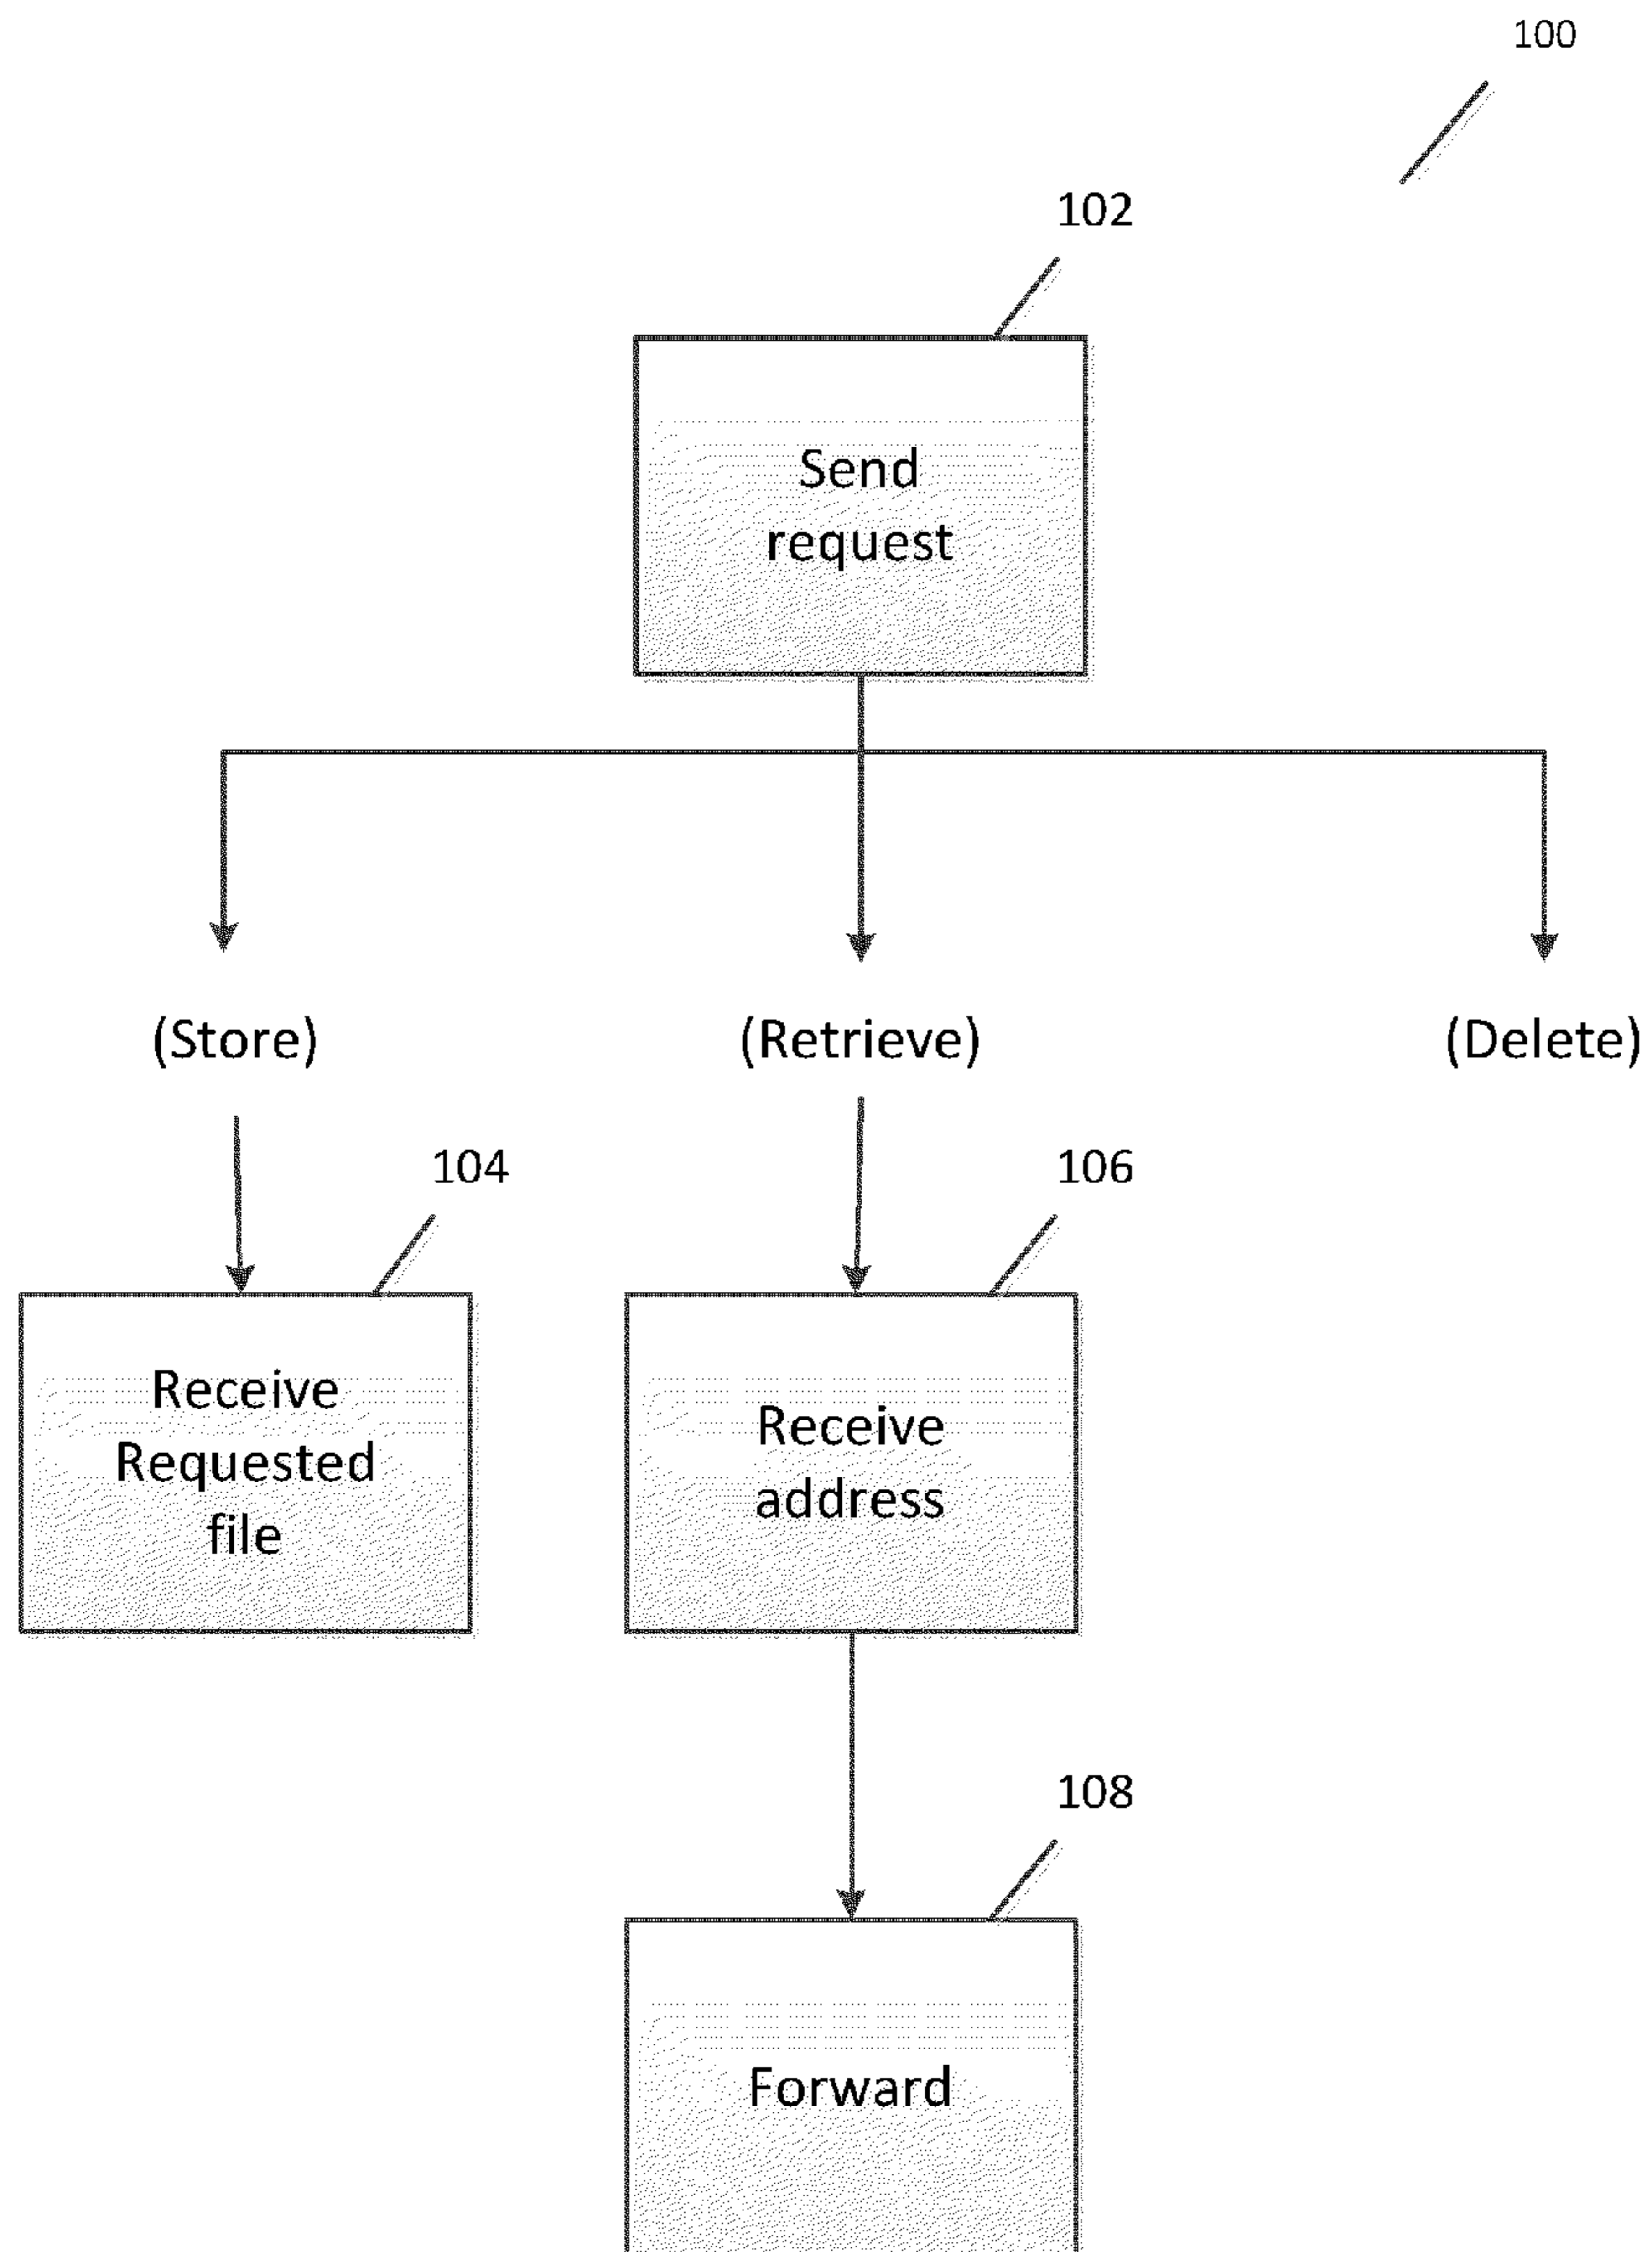 100
102
Send
request
(Store)
(Retrieve)
(Delete)
104
106
Receive
Requested
file
Receive
address
108
Forward